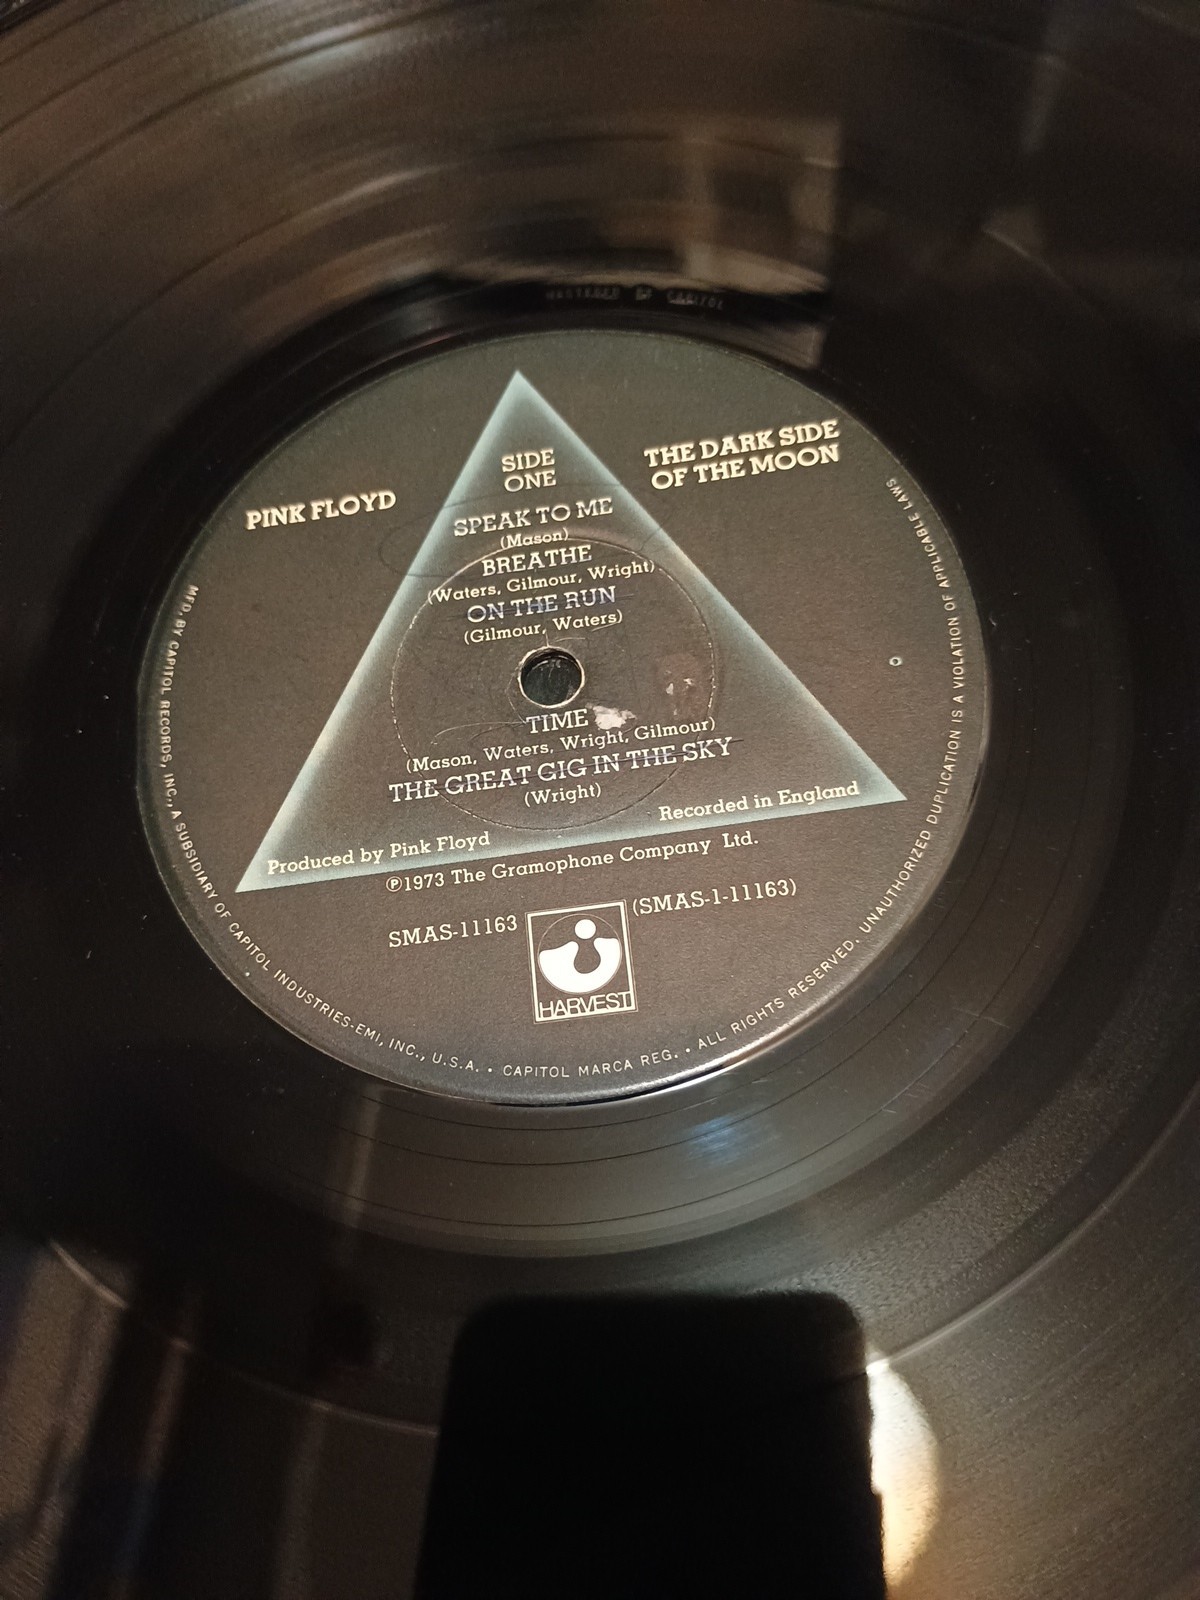 MASTERED BY CAPITOL
PINK FLOYD
SIDE
ONE
THE DARK SIDE
OF THE MOON
SPEAK TO ME
(Mason)
BREATHE
(Waters, Gilmour, Wright)
ON THE RUN
(Gilmour, Waters)
TIME
(Mason, Waters, Wright, Gilmour)
THE GREAT GIG IN THE SKY
(Wright)
Produced by Pink Floyd
Recorded in England
℗1973 The Gramophone Company Ltd.
SMAS-11163
(SMAS-1-11163)
HARVEST
MFD. BY CAPITOL RECORDS, INC., A SUBSIDIARY OF CAPITOL INDUSTRIES-EMI, INC., U.S.A. • CAPITOL MARCA REG. • ALL RIGHTS RESERVED. UNAUTHORIZED DUPLICATION IS A VIOLATION OF APPLICABLE LAWS